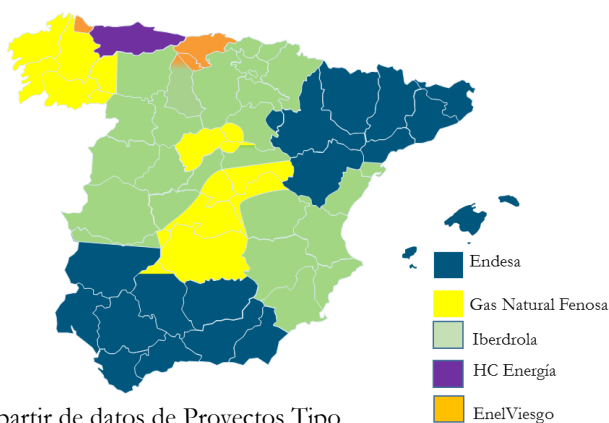 Endesa
Gas Natural Fenosa
Iberdrola
HC Energía
EnelViesgo
partir de datos de Proyectos Tipo